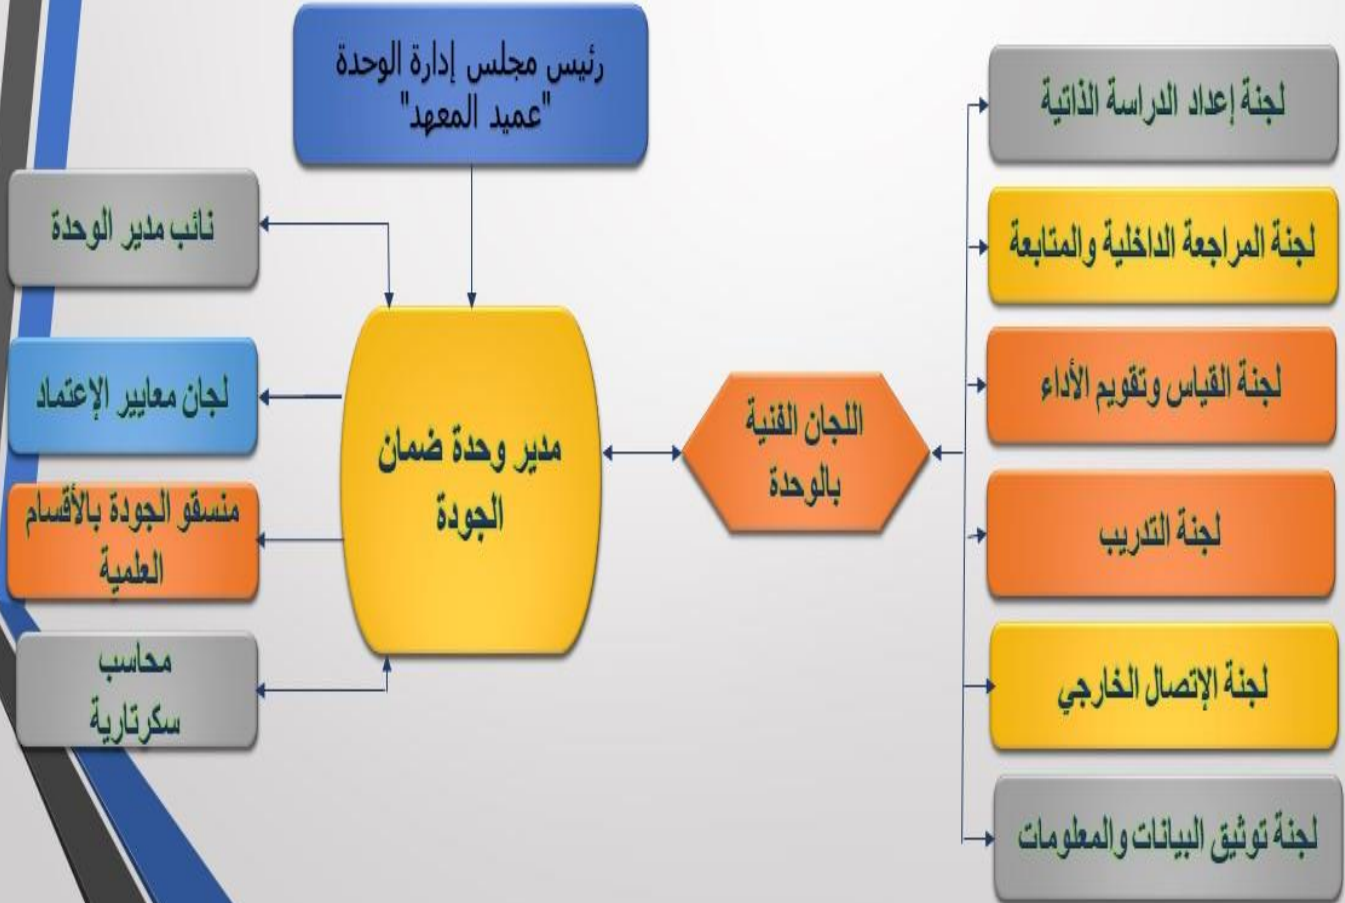 رئيس مجلس إدارة الوحدة
"عميد المعهد"
لجنة إعداد الدراسة الذاتية
لجنة المراجعة الداخلية والمتابعة
لجنة القياس وتقويم الأداء
لجنة التدريب
لجنة الإتصال الخارجي
لجنة توثيق البيانات والمعلومات
اللجان الفنية
بالوحدة
مدير وحدة ضمان
الجودة
نائب مدير الوحدة
لجان معايير الإعتماد
منسقو الجودة بالأقسام
العلمية
محاسب
سكرتارية